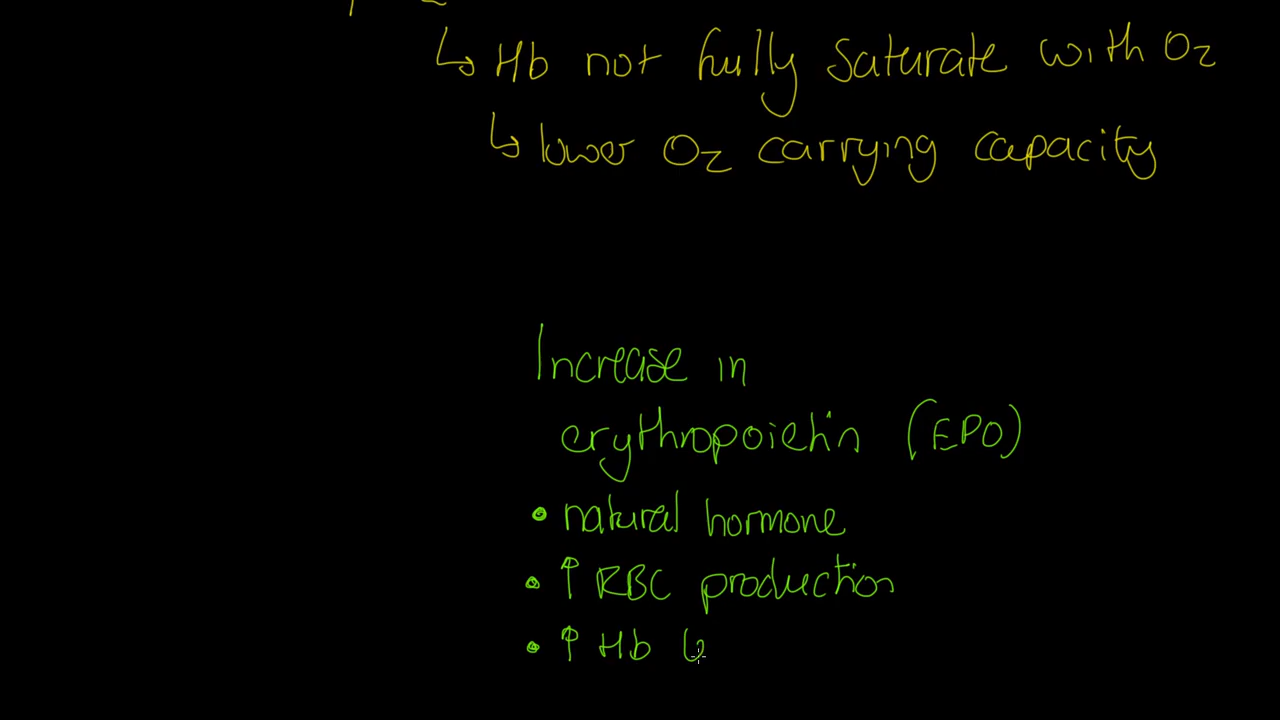 ↳ Hb not fully saturate with O2
↳ lower O2 carrying capacity
Increase in
erythropoietin (EPO)
• natural hormone
• ↑ RBC production
• ↑ Hb